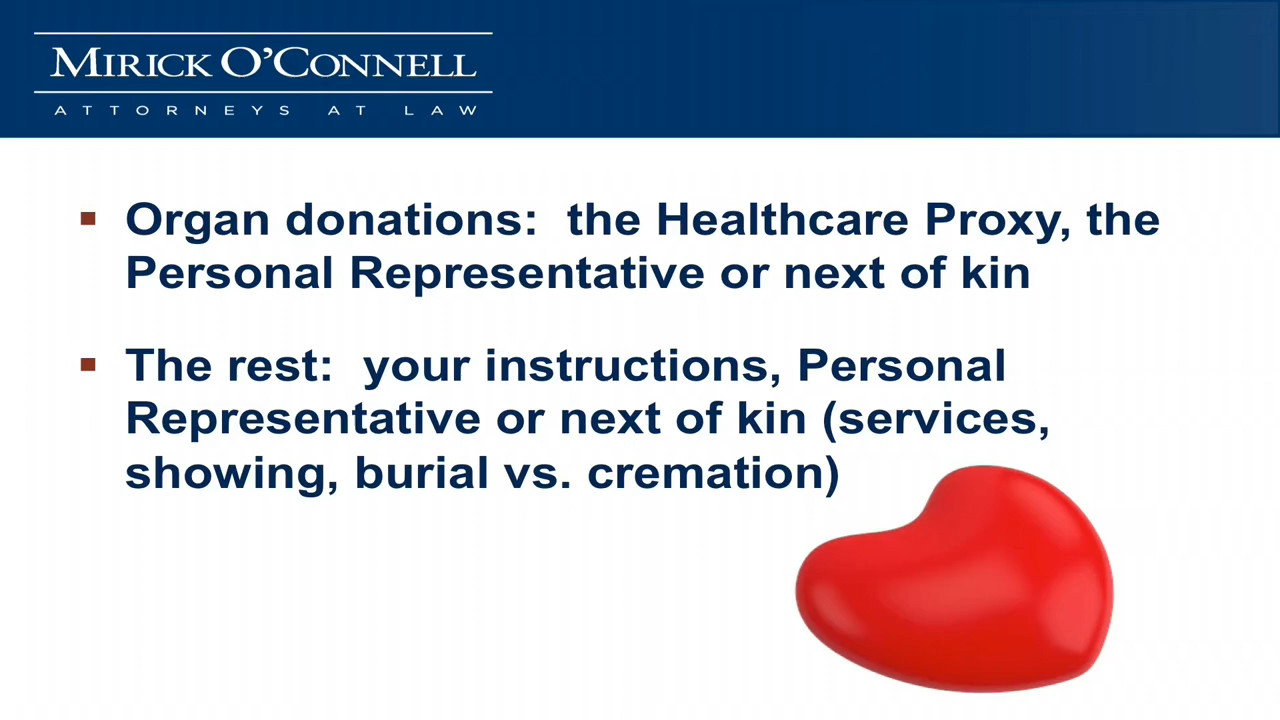 MIRICK O'CONNELL
ATTORNEYS AT LAW
Organ donations: the Healthcare Proxy, the
Personal Representative or next of kin
The rest: your instructions, Personal
Representative or next of kin (services,
showing, burial vs. cremation)